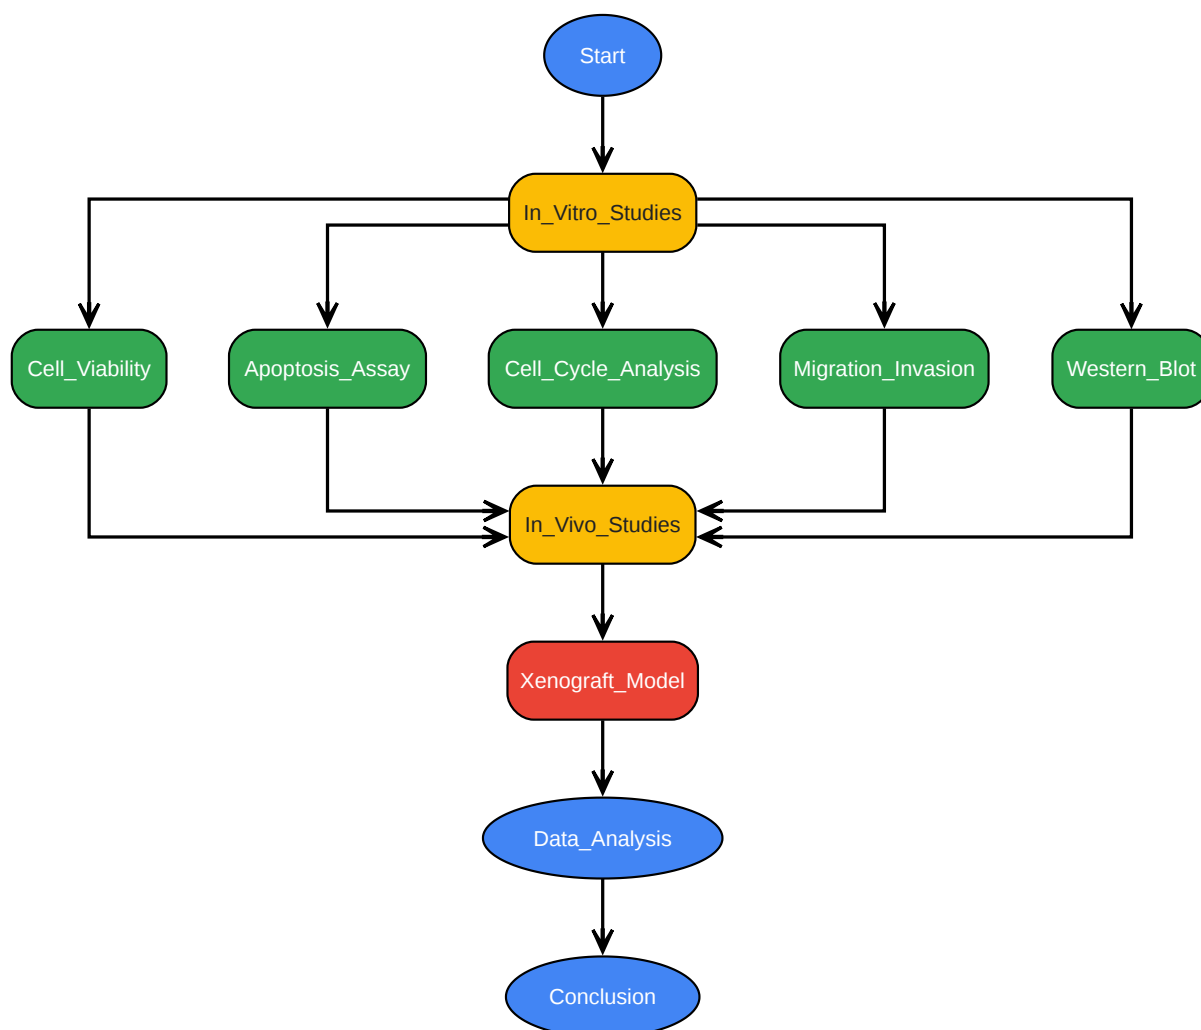 Start
In_Vitro_Studies
Cell_Viability
Apoptosis_Assay
Cell_Cycle_Analysis
Migration_Invasion
Western_Blot
In_Vivo_Studies
Xenograft_Model
Data_Analysis
Conclusion